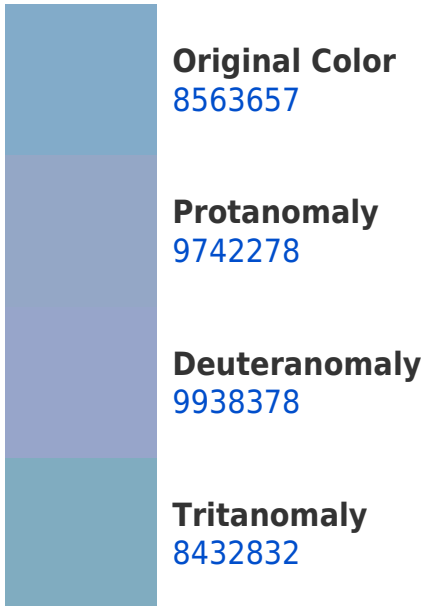 Original Color
8563657
Protanomaly
9742278
Deuteranomaly
9938378
Tritanomaly
8432832